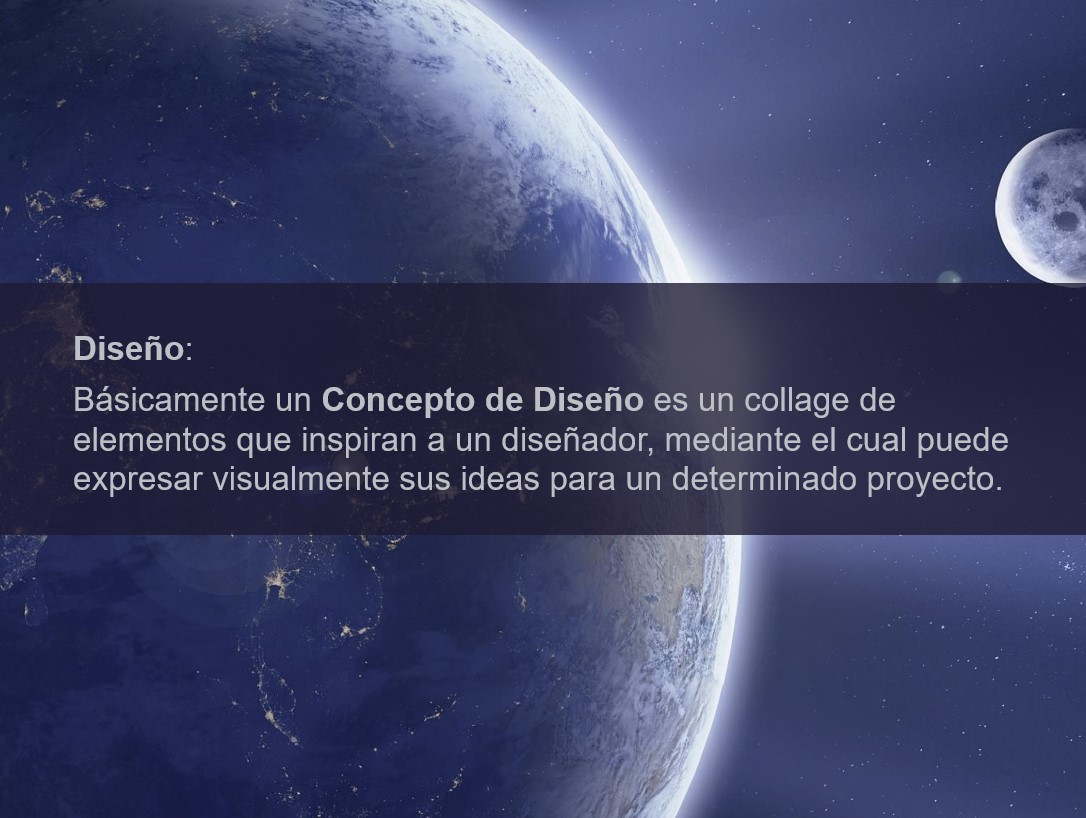 Diseño:
Básicamente un Concepto de Diseño es un collage de
elementos que inspiran a un diseñador, mediante el cual puede
expresar visualmente sus ideas para un determinado proyecto.